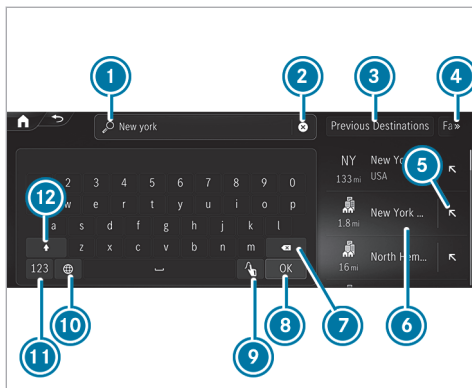 1
2
3
4
New york
Previous Destinations
Fa»
NY
New Yo
133 mi
USA
5
12
2 3 4 5 6 7 8 9 0
w e r t y u i o p
New York ...
1.8 mi
a s d f g h j k l
z x c v b n m
North Hem...
16 mi
123
OK
11
10
9
8
7
6